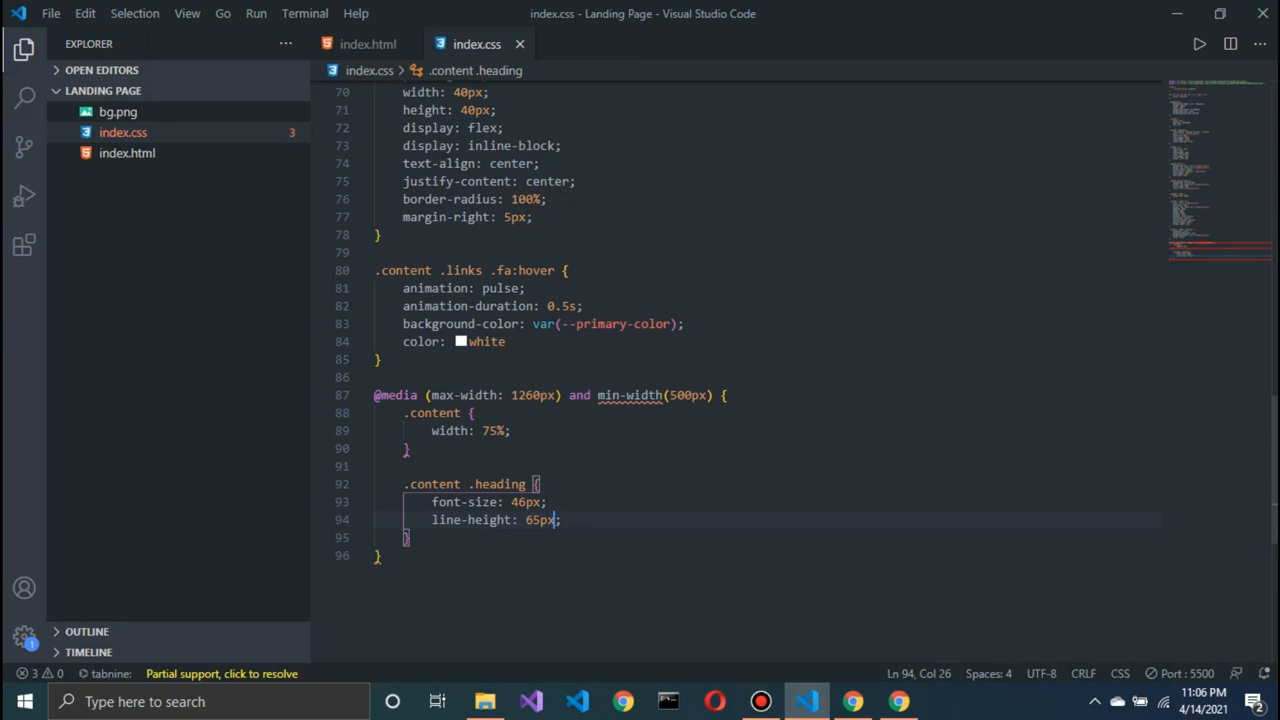 File Edit Selection View Go Run Terminal Help index.css - Landing Page - Visual Studio Code
EXPLORER
index.html index.css
OPEN EDITORS
index.css .content .heading
LANDING PAGE
bg.png
index.css 3
index.html
70 width: 40px;
71 height: 40px;
72 display: flex;
73 display: inline-block;
74 text-align: center;
75 justify-content: center;
76 border-radius: 100%;
77 margin-right: 5px;
78 }
79
80 .content .links .fa:hover {
81 animation: pulse;
82 animation-duration: 0.5s;
83 background-color: var(--primary-color);
84 color: white
85 }
86
87 @media (max-width: 1260px) and min-width(500px) {
88 .content {
89 width: 75%;
90 }
91
92 .content .heading {
93 font-size: 46px;
94 line-height: 65px;
95 }
96 }
1
OUTLINE
TIMELINE
3 0 tabnine: Partial support, click to resolve Ln 94, Col 26 Spaces: 4 UTF-8 CRLF CSS Port : 5500
Type here to search
11:06 PM
4/14/2021
2